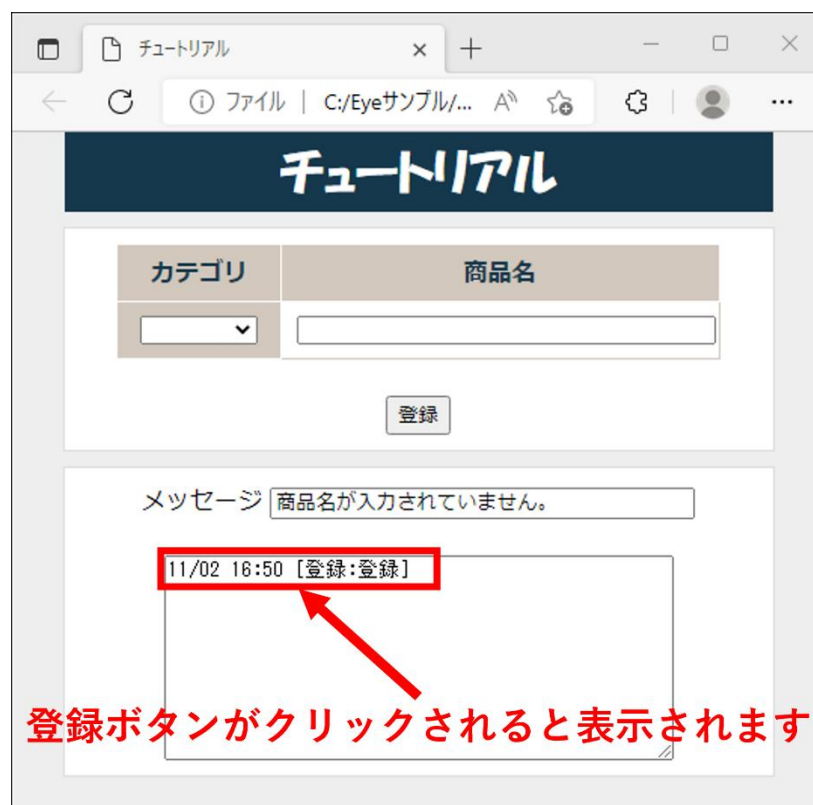 チュートリアル
ファイル | C:/Eyeサンプル/...
チュートリアル
カテゴリ 商品名
登録
メッセージ 商品名が入力されていません。
11/02 16:50 [登録:登録]
登録ボタンがクリックされると表示されます